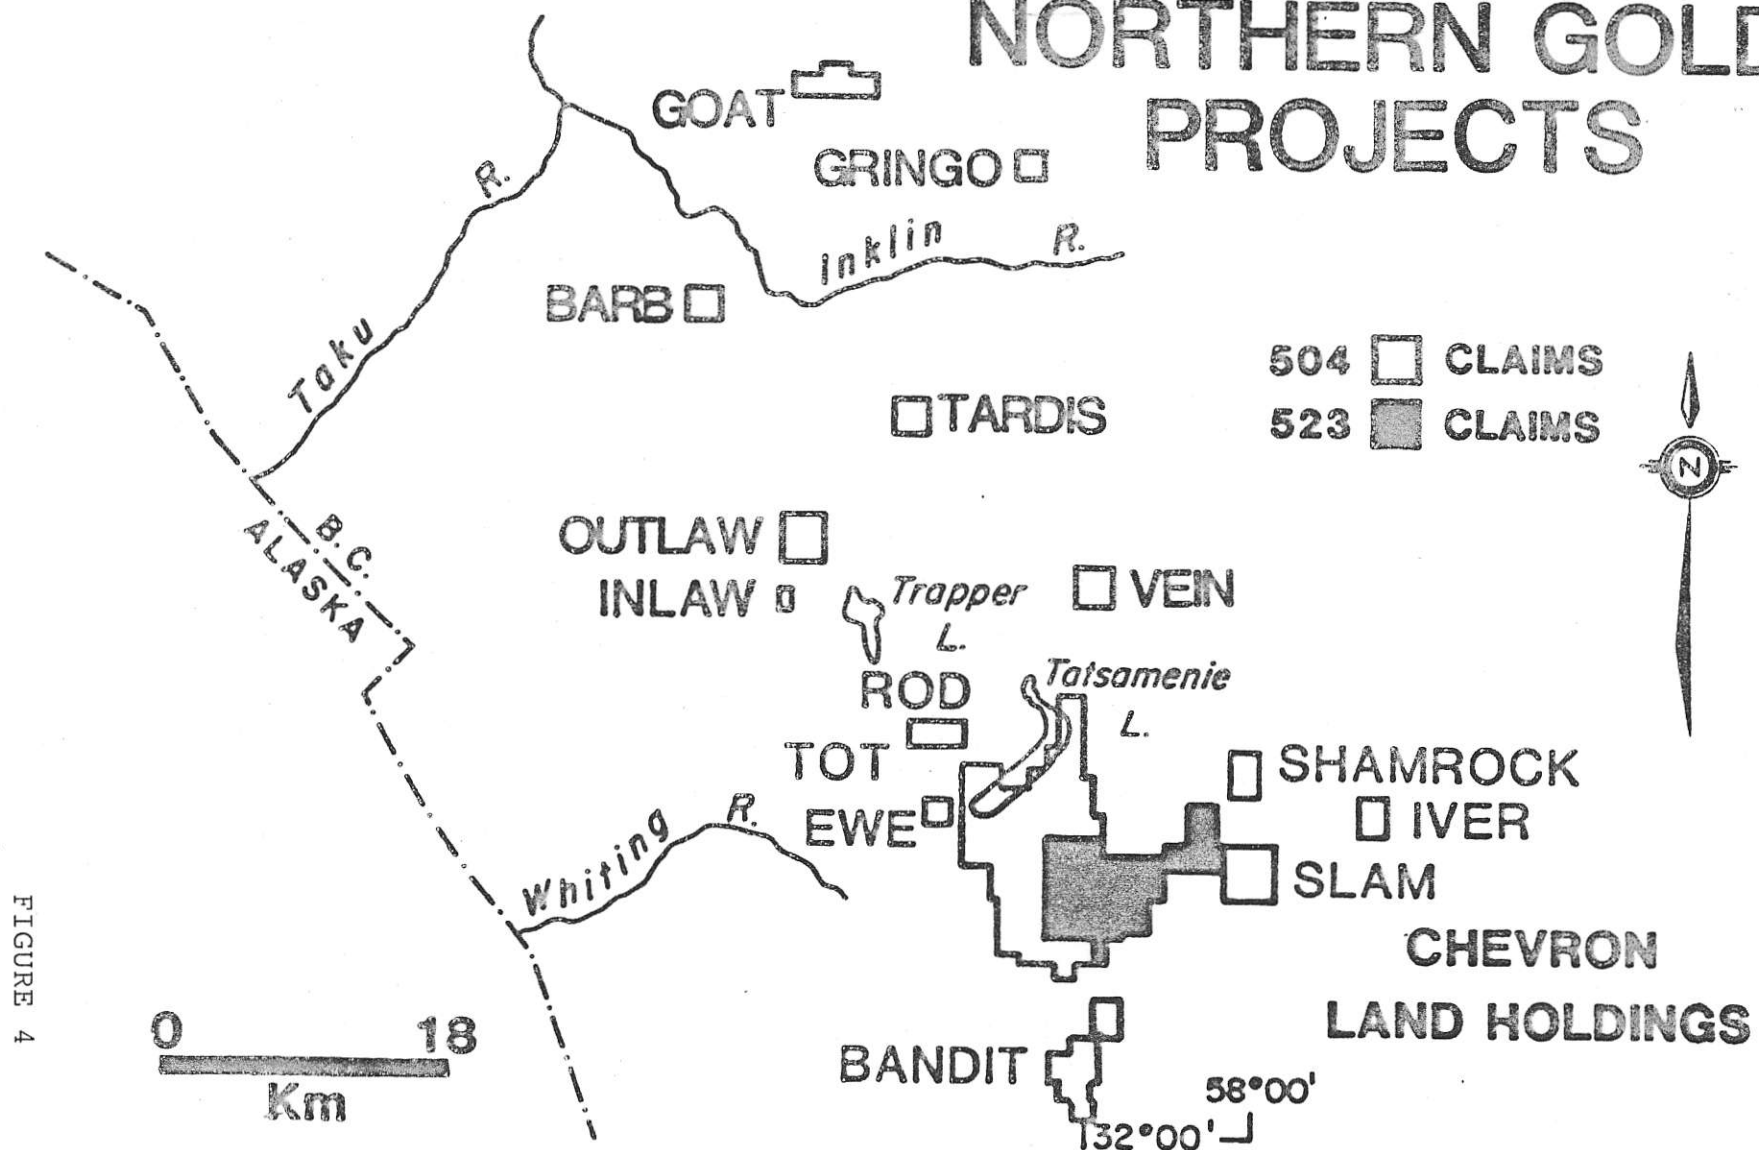 NORTHERN GOLD
PROJECTS
GOAT
GRINGO
Taku R.
Inklin R.
BARB
504 CLAIMS
523 CLAIMS
TARDIS
N
B.C.
ALASKA
OUTLAW
INLAW
Trapper
L.
VEIN
ROD
Tatsamenie
L.
TOT
SHAMROCK
EWE
IVER
Whiting R.
SLAM
CHEVRON
LAND HOLDINGS
0 18
Km
BANDIT
58°00'
132°00'
FIGURE 4